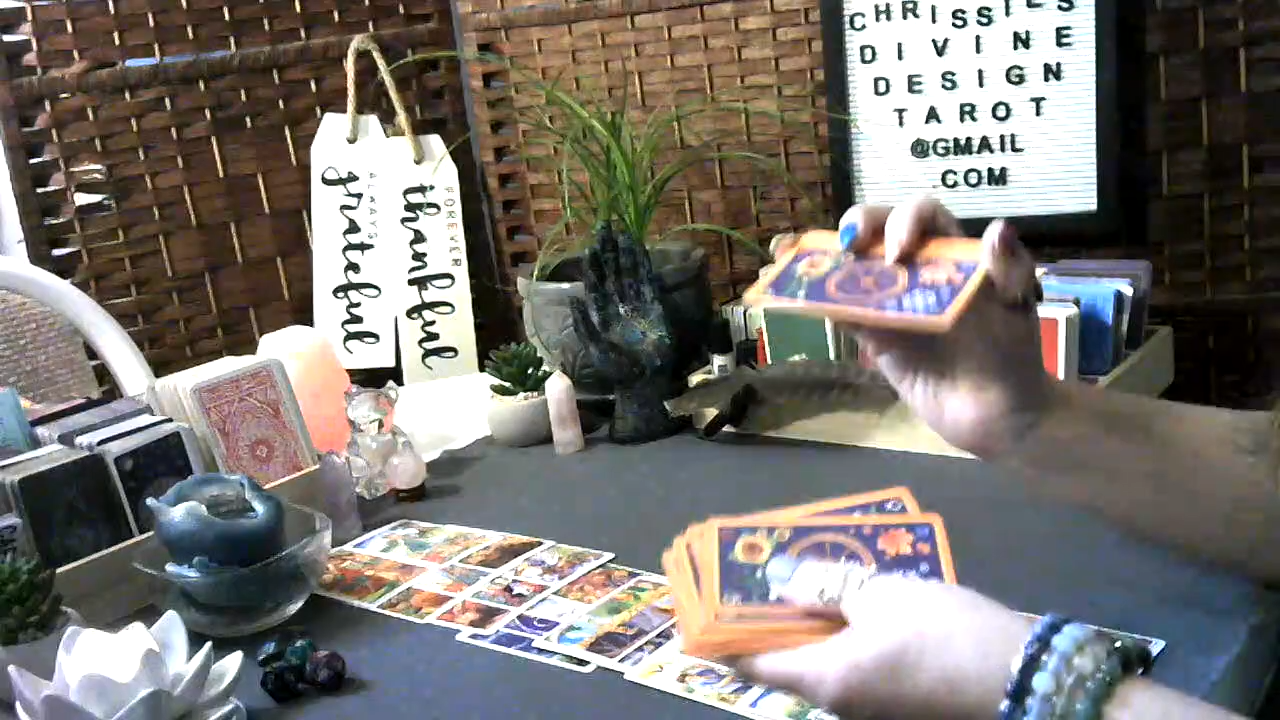 CHRISSIES
DIVINE
DESIGN
TAROT
@GMAIL
.COM
ALWAYS
grateful
FOREVER
thankful